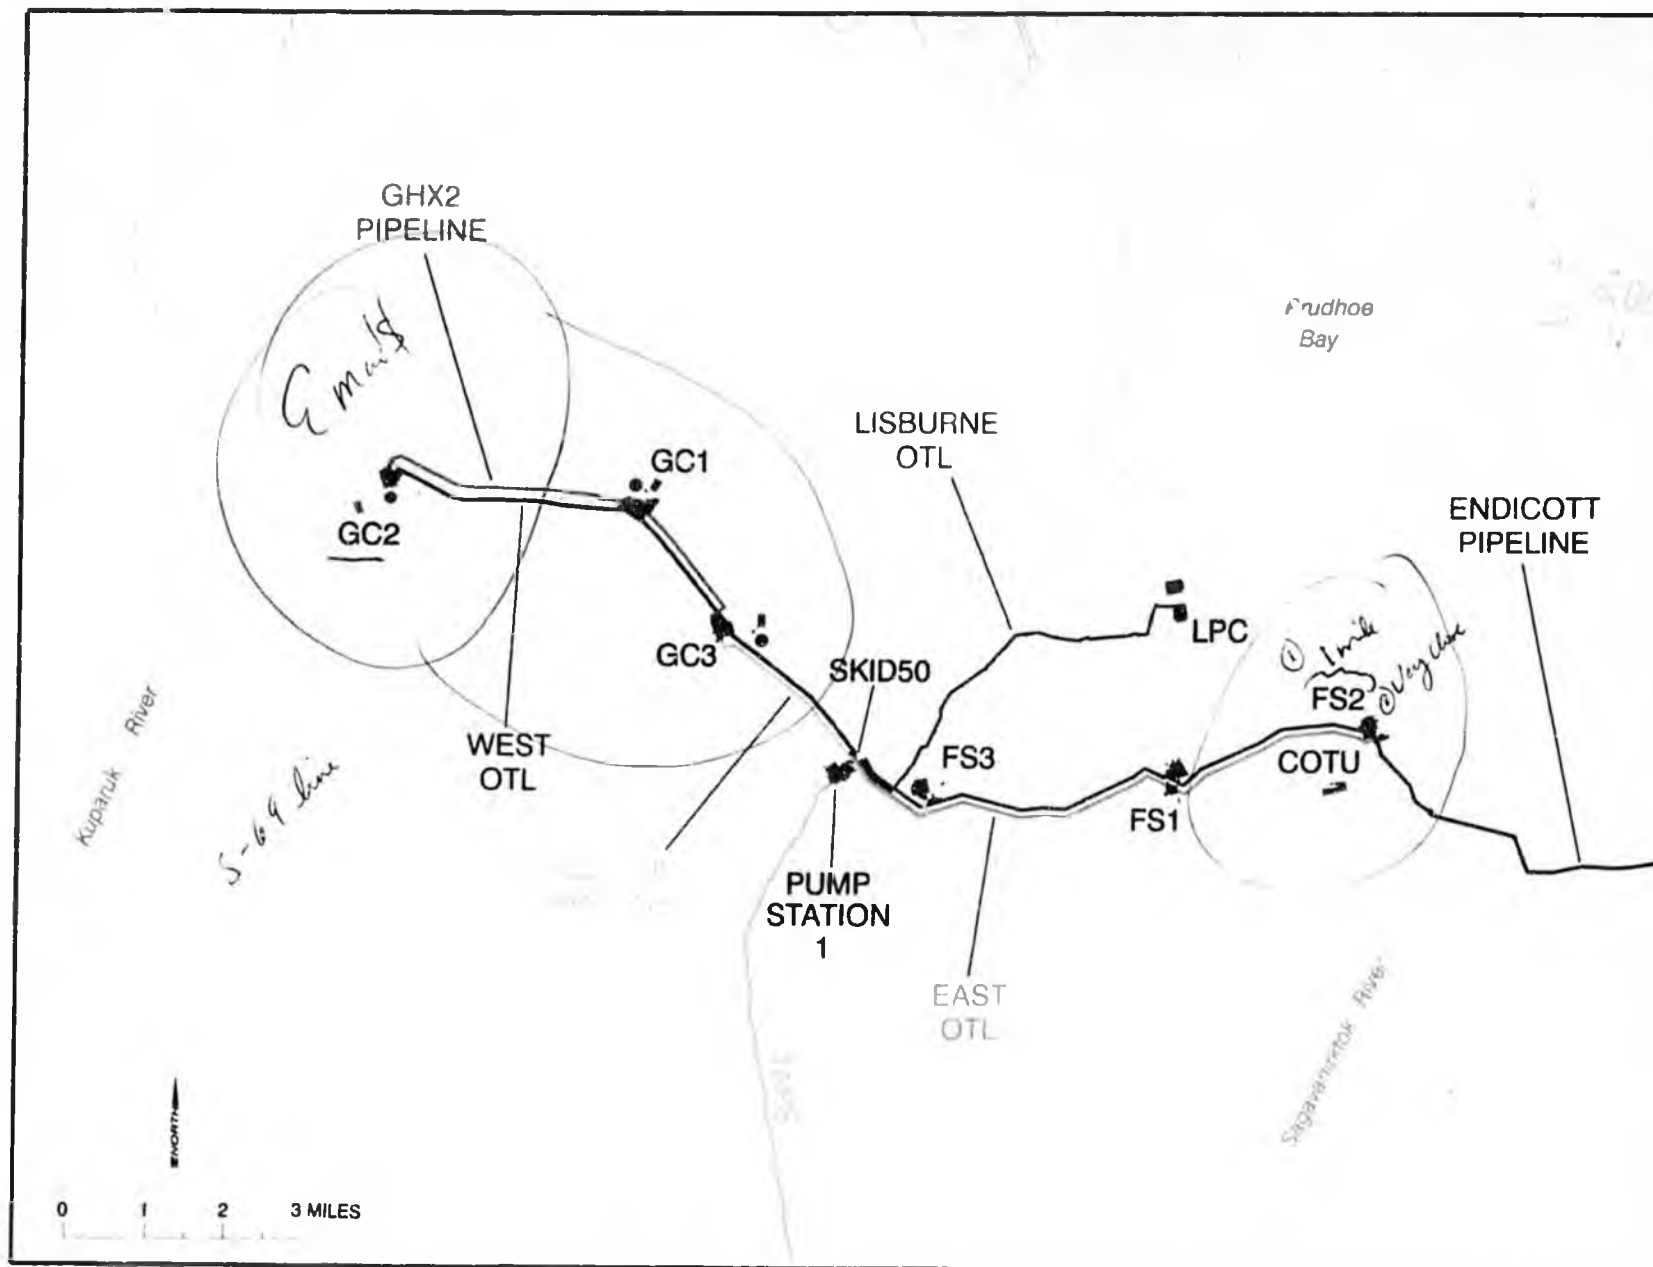 GHX2
PIPELINE
Prudhoe
Bay
E mails
LISBURNE
OTL
GC1
ENDICOTT
PIPELINE
GC2
LPC
① 1 mile
GC3
SKID50
FS2
Kuparuk River
WEST
OTL
FS3
COTU
S-69 line
FS1
PUMP
STATION
1
EAST
OTL
Sagavanirktok River
NORTH
0 1 2 3 MILES